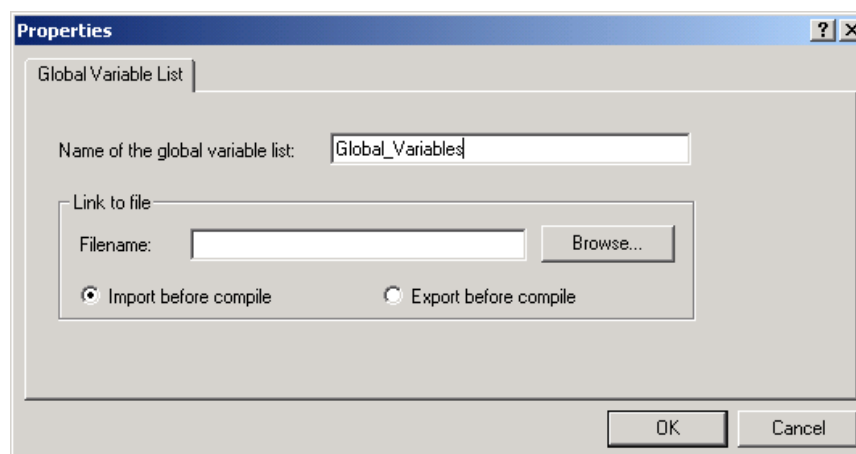 Properties
Global Variable List
Name of the global variable list: Global_Variables
Link to file
Filename: Browse...
Import before compile Export before compile
OK Cancel